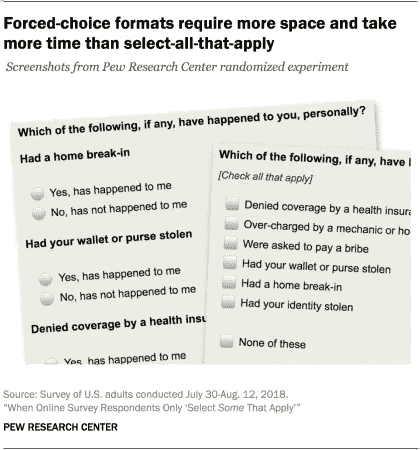 Forced-choice formats require more space and take
more time than select-all-that-apply
Screenshots from Pew Research Center randomized experiment
Which of the following, if any, have happened to you, personally?
Had a home break-in
Yes, has happened to me
No, has not happened to me
Had your wallet or purse stolen
Yes, has happened to me
No, has not happened to me
Denied coverage by a health insu
Yes, has happened to me
Which of the following, if any, have
[Check all that apply]
Denied coverage by a health insura
Over-charged by a mechanic or ho
Were asked to pay a bribe
Had your wallet or purse stolen
Had a home break-in
Had your identity stolen
None of these
Source: Survey of U.S. adults conducted July 30-Aug. 12, 2018.
“When Online Survey Respondents Only ‘Select Some That Apply’”
PEW RESEARCH CENTER